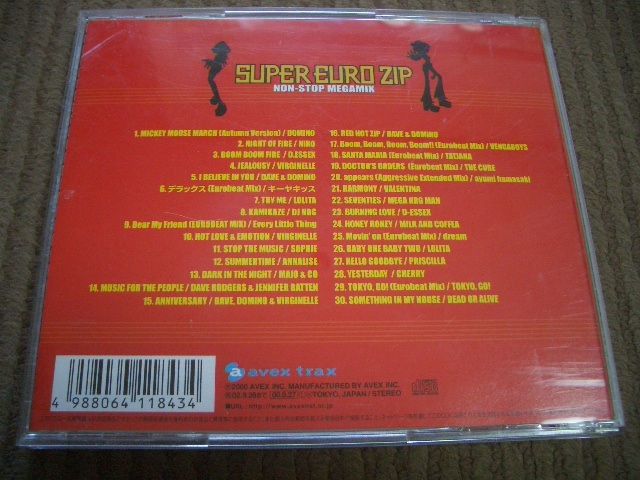 SUPER EURO ZIP
NON-STOP MEGAMIX
1. MICKEY MOUSE MARCH (Autumn Version) / DOMINO
2. NIGHT OF FIRE / NIKO
3. BOOM BOOM FIRE / D.ESSEX
4. JEALOUSY / VIRGINELLE
5. I BELIEVE IN YOU / DAVE & DOMINO
6. デラックス (Eurobeat Mix) / キーヤキッス
7. TRY ME / LOLITA
8. KAMIKAZE / DJ NRG
9. Dear My Friend (EUROBEAT MIX) / Every Little Thing
10. HOT LOVE & EMOTION / VIRGINELLE
11. STOP THE MUSIC / SOPHIE
12. SUMMERTIME / ANNALISE
13. DARK IN THE NIGHT / MAIO & CO
14. MUSIC FOR THE PEOPLE / DAVE RODGERS & JENNIFER BATTEN
15. ANNIVERSARY / DAVE, DOMINO & VIRGINELLE
16. RED HOT ZIP / DAVE & DOMINO
17. Boom, Boom, Boom, Boom!! (Eurobeat Mix) / VENGABOYS
18. SANTA MARIA (Eurobeat Mix) / TATJANA
19. DOCTOR'S ORDERS (Eurobeat Mix) / THE CURE
20. appears (Aggressive Extended Mix) / ayumi hamasaki
21. HARMONY / VALENTINA
22. SEVENTIES / MEGA NRG MAN
23. BURNING LOVE / D-ESSEX
24. HONEY HONEY / MILK AND COFFEA
25. Movin' on (Eurobeat Mix) / dream
26. BABY ONE BABY TWO / LOLITA
27. HELLO GOODBYE / PRISCILLA
28. YESTERDAY / CHERRY
29. TOKYO, GO! (Eurobeat Mix) / TOKYO, GO!
30. SOMETHING IN MY HOUSE / DEAD OR ALIVE
4 988064 118434
a avex trax
℗2000 AVEX INC. MANUFACTURED BY AVEX INC.
TOKYO, JAPAN / STEREO
■URL : http://www.avexnet.or.jp